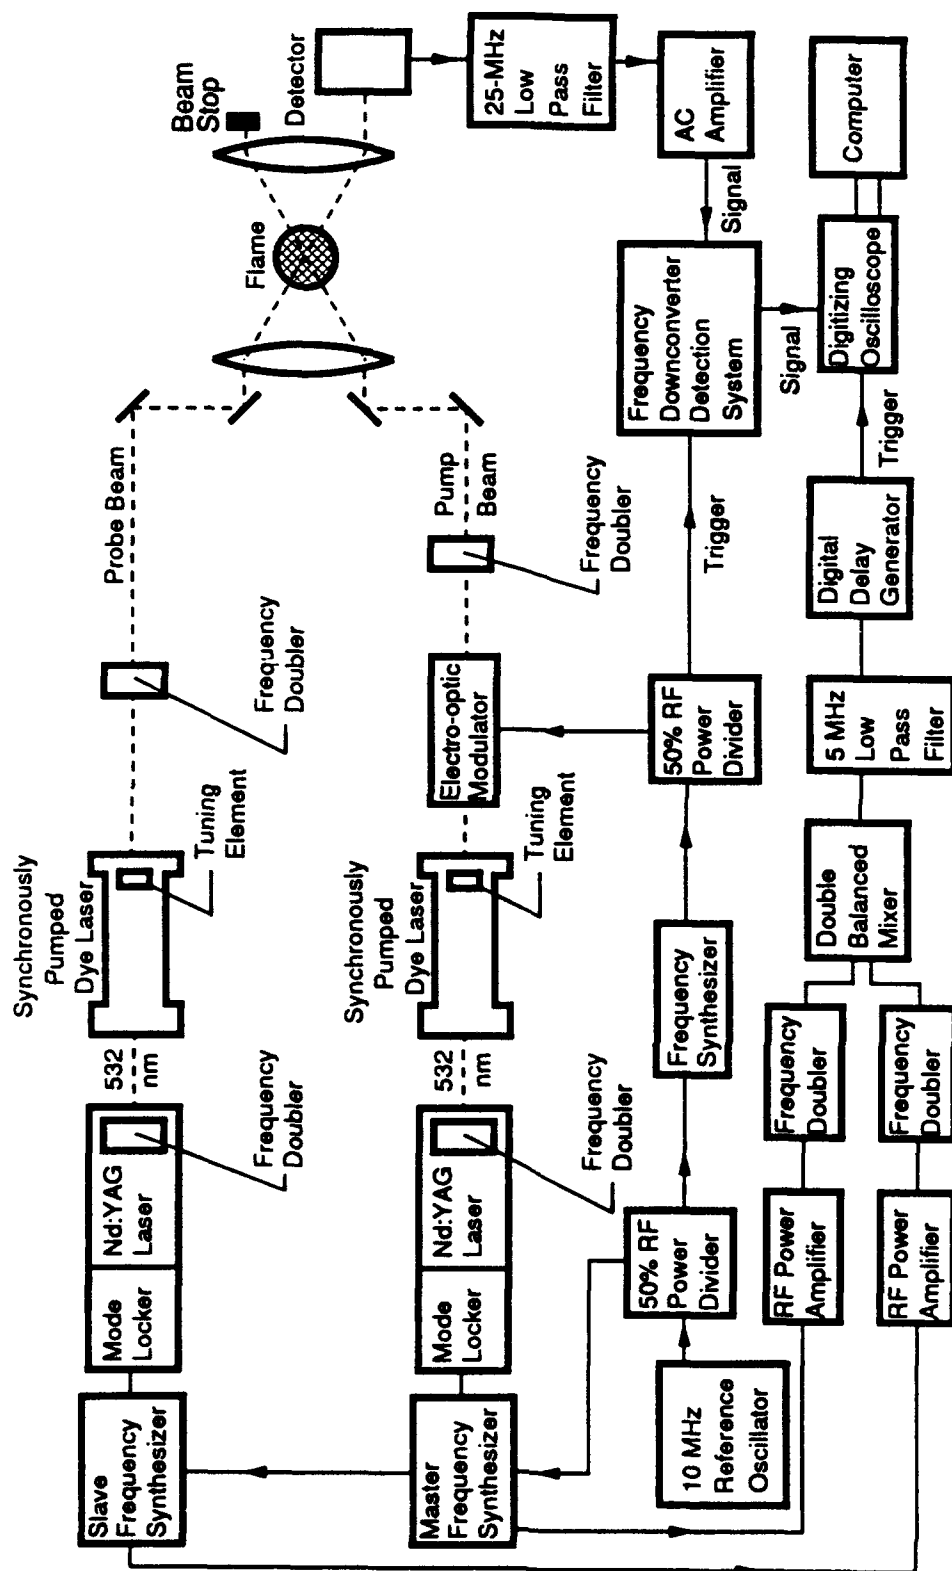 Slave
Frequency
Synthesizer
Mode
Locker
Nd:YAG
Laser
Frequency
Doubler
532
nm
Synchronously
Pumped
Dye Laser
Tuning
Element
Frequency
Doubler
Probe Beam
Flame
Beam
Stop
Detector
Master
Frequency
Synthesizer
Mode
Locker
Nd:YAG
Laser
Frequency
Doubler
532
nm
Synchronously
Pumped
Dye Laser
Tuning
Element
Electro-optic
Modulator
Frequency
Doubler
Pump
Beam
25-MHz
Low
Pass
Filter
10 MHz
Reference
Oscillator
50% RF
Power
Divider
Frequency
Synthesizer
50% RF
Power
Divider
Trigger
Frequency
Downconverter
Detection
System
Signal
AC
Amplifier
RF Power
Amplifier
Frequency
Doubler
RF Power
Amplifier
Frequency
Doubler
Double
Balanced
Mixer
5 MHz
Low
Pass
Filter
Digital
Delay
Generator
Trigger
Signal
Digitizing
Oscilloscope
Computer